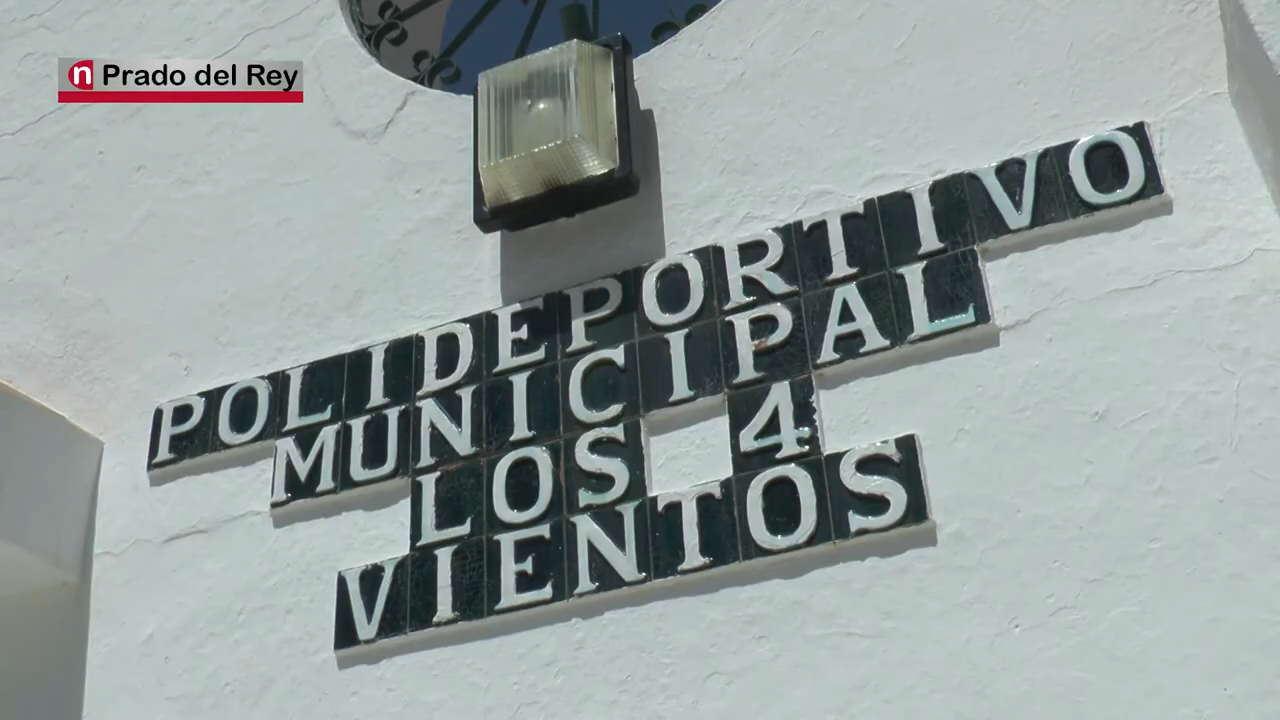 n Prado del Rey
POLIDEPORTIVO
MUNICIPAL
LOS 4
VIENTOS